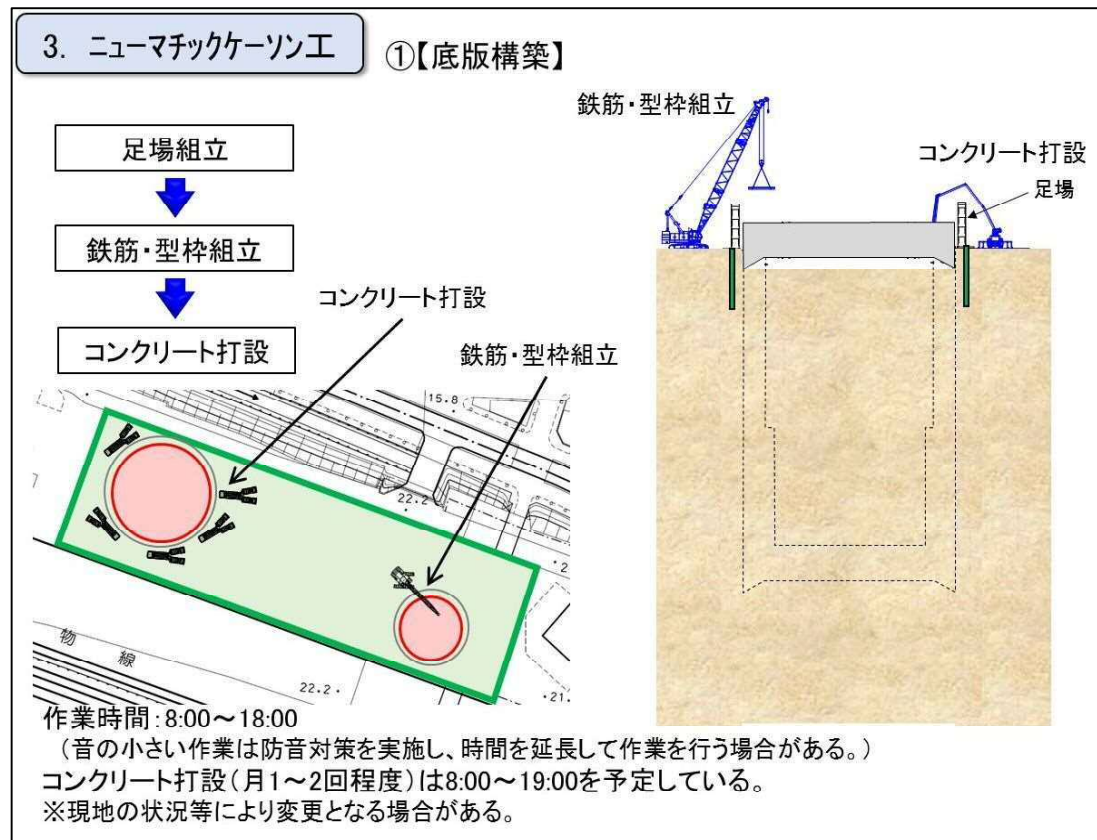 3. ニューマチックケーソン工
①【底版構築】
足場組立
鉄筋・型枠組立
コンクリート打設
コンクリート打設
鉄筋・型枠組立
鉄筋・型枠組立
コンクリート打設
足場
15.8
22.2
物線
22.2
21.
作業時間:8:00～18:00
（音の小さい作業は防音対策を実施し、時間を延長して作業を行う場合がある。）
コンクリート打設（月1～2回程度）は8:00～19:00を予定している。
※現地の状況等により変更となる場合がある。